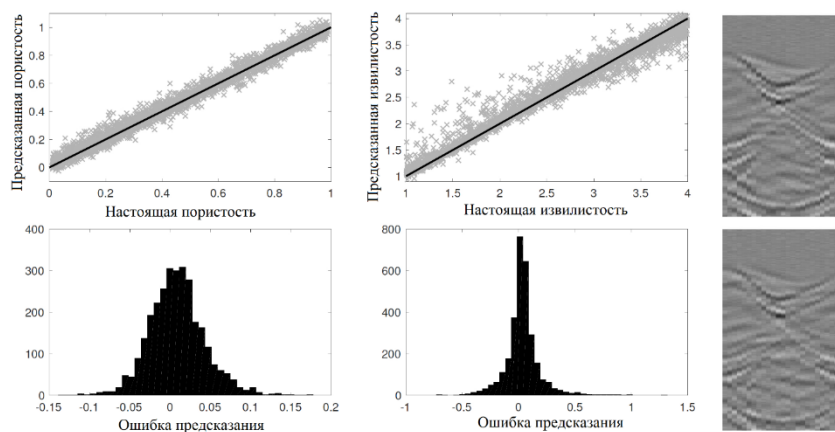 1
0.8
0.6
0.4
0.2
0
Предсказанная пористость
0 0.2 0.4 0.6 0.8 1
Настоящая пористость
4
3.5
3
2.5
2
1.5
1
Предсказанная извилистость
1 1.5 2 2.5 3 3.5 4
Настоящая извилистость
400
300
200
100
0
-0.15 -0.1 -0.05 0 0.05 0.1 0.15 0.2
Ошибка предсказания
800
600
400
200
0
-1 -0.5 0 0.5 1 1.5
Ошибка предсказания